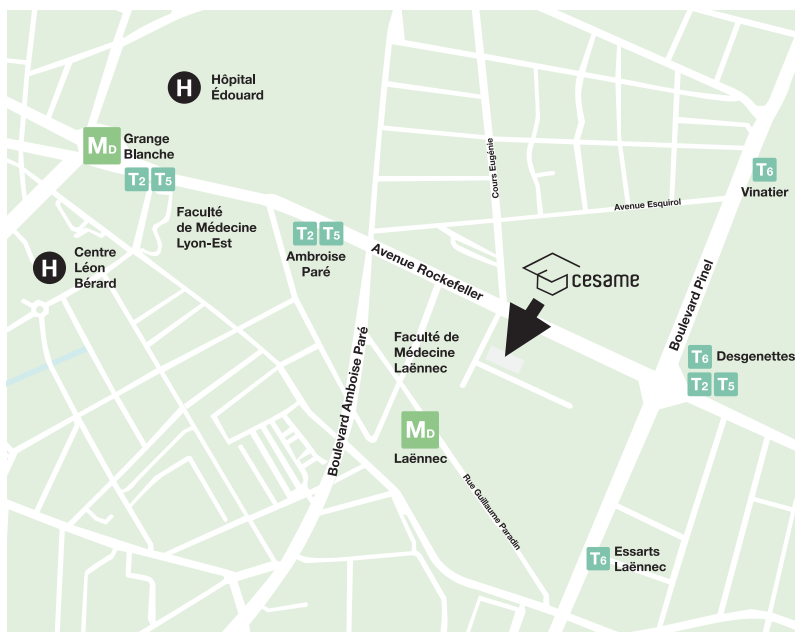 H
Hôpital
Édouard
MD
Grange
Blanche
T2 T5
Faculté
de Médecine
Lyon-Est
H
Centre
Léon
Bérard
T2 T5
Ambroise
Paré
Avenue Rockefeller
Cours Eugénie
Avenue Esquirol
T6
Vinatier
Boulevard Pinel
cesame
T6 Desgenettes
T2 T5
Faculté de
Médecine
Laënnec
Boulevard Amboise Paré
MD
Laënnec
Rue Guillaume Paradin
T6
Essarts
Laënnec